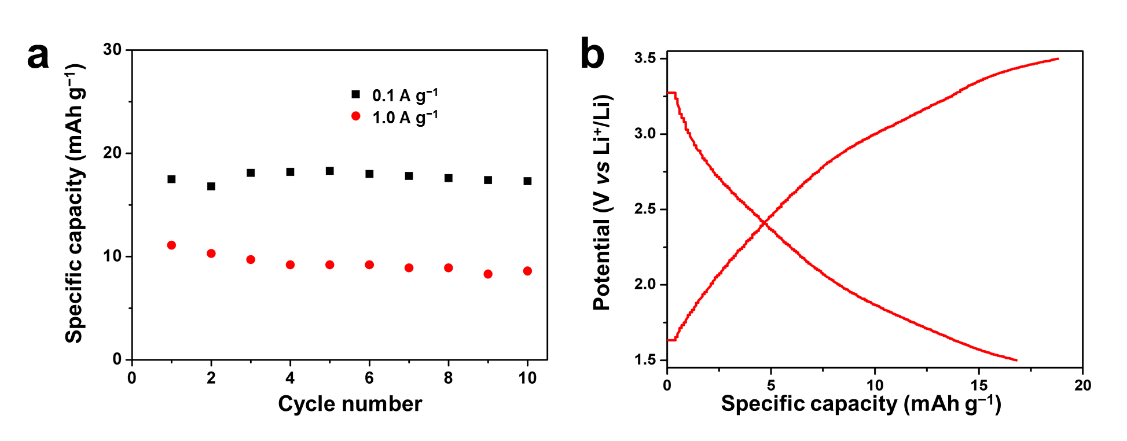 a
Specific capacity (mAh g⁻¹)
30
20
10
0
0 2 4 6 8 10
Cycle number
0.1 A g⁻¹
1.0 A g⁻¹
b
Potential (V vs Li⁺/Li)
3.5
3.0
2.5
2.0
1.5
0 5 10 15 20
Specific capacity (mAh g⁻¹)